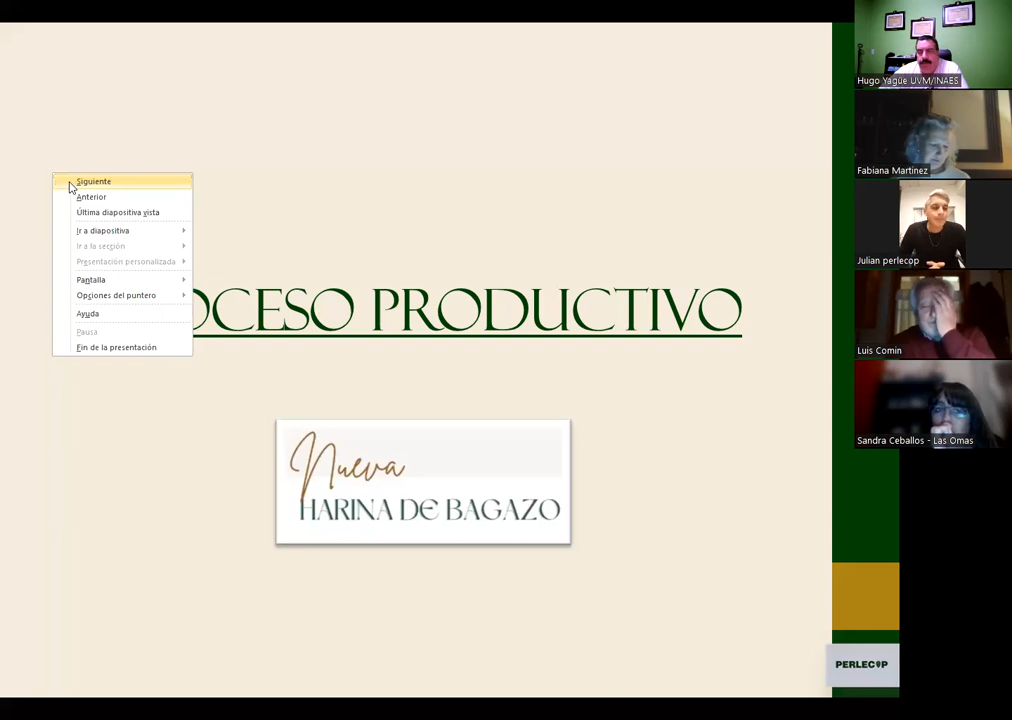 Siguiente
Anterior
Última diapositiva vista
Ir a diapositiva
Ir a la sección
Presentación personalizada
Pantalla
Opciones del puntero
Ayuda
Pausa
Fin de la presentación
OCESO PRODUCTIVO
Nueva
HARINA DE BAGAZO
PERLECOP
Hugo Yagüe UVM/INAES
Fabiana Martinez
Julian perlecop
Luis Comin
Sandra Ceballos - Las Omas